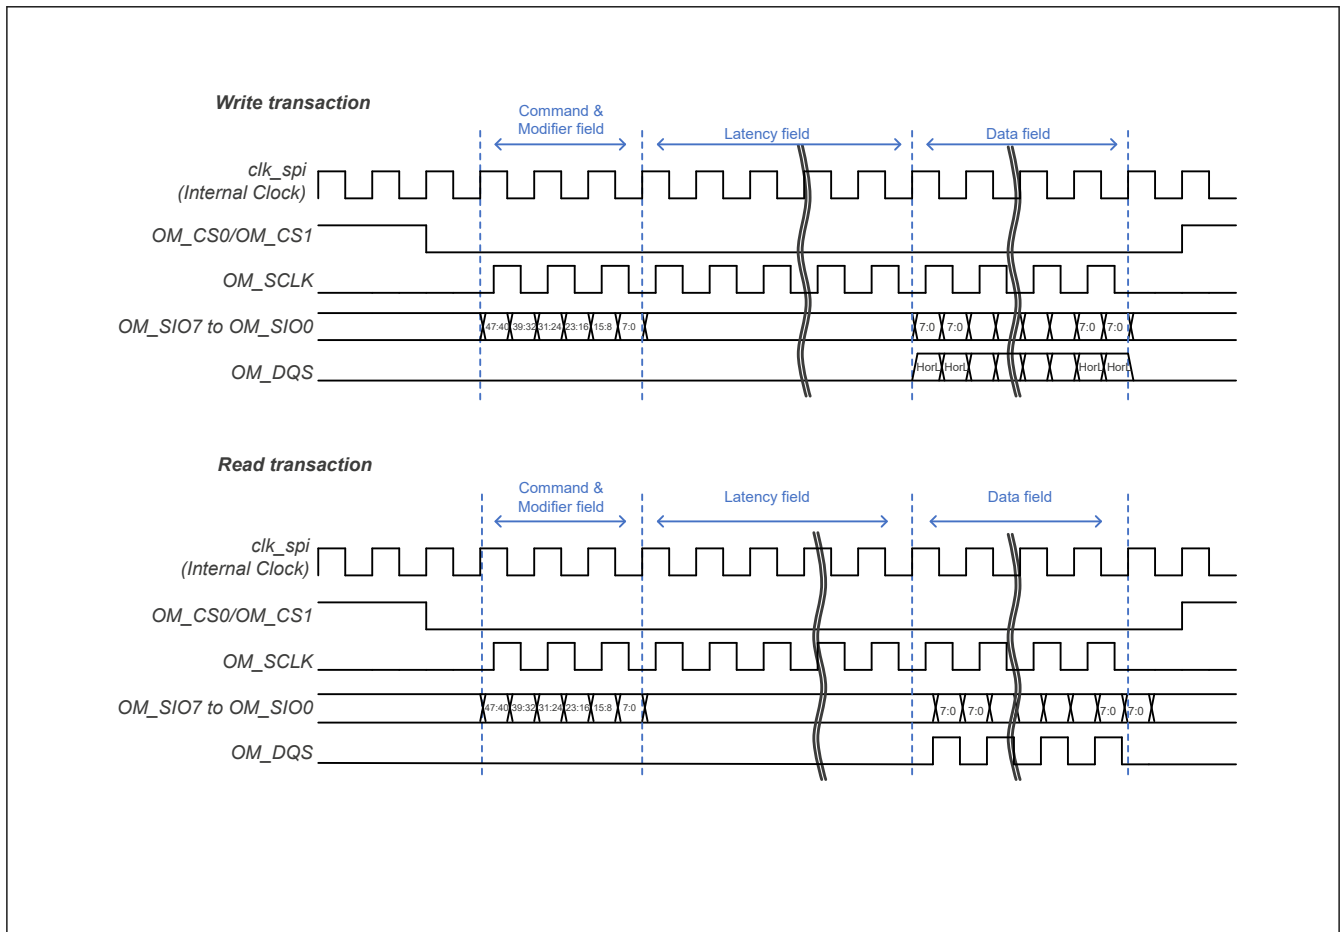 Write transaction
Command &
Modifier field
Latency field
Data field
clk_spi
(Internal Clock)
OM_CS0/OM_CS1
OM_SCLK
OM_SIO7 to OM_SIO0
47:40 39:32 31:24 23:16 15:8 7:0 7:0 7:0 7:0 7:0
OM_DQS
HorL HorL HorL HorL
Read transaction
Command &
Modifier field
Latency field
Data field
clk_spi
(Internal Clock)
OM_CS0/OM_CS1
OM_SCLK
OM_SIO7 to OM_SIO0
47:40 39:32 31:24 23:16 15:8 7:0 7:0 7:0 7:0 7:0
OM_DQS